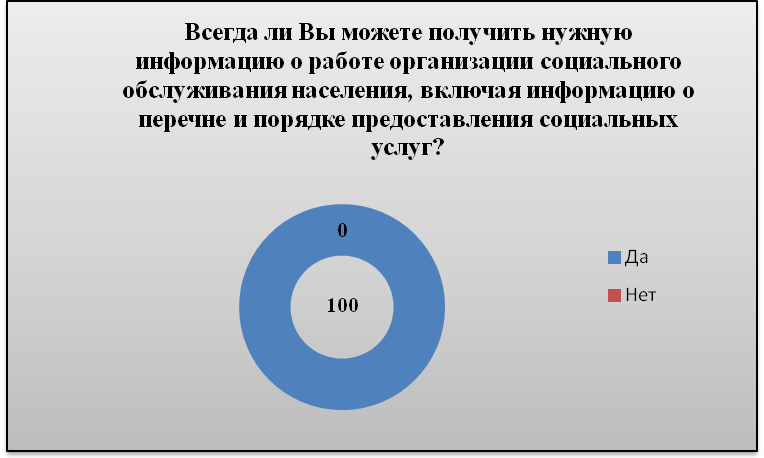 Всегда ли Вы можете получить нужную
информацию о работе организации социального
обслуживания населения, включая информацию о
перечне и порядке предоставления социальных
услуг?
0
100
Да
Нет